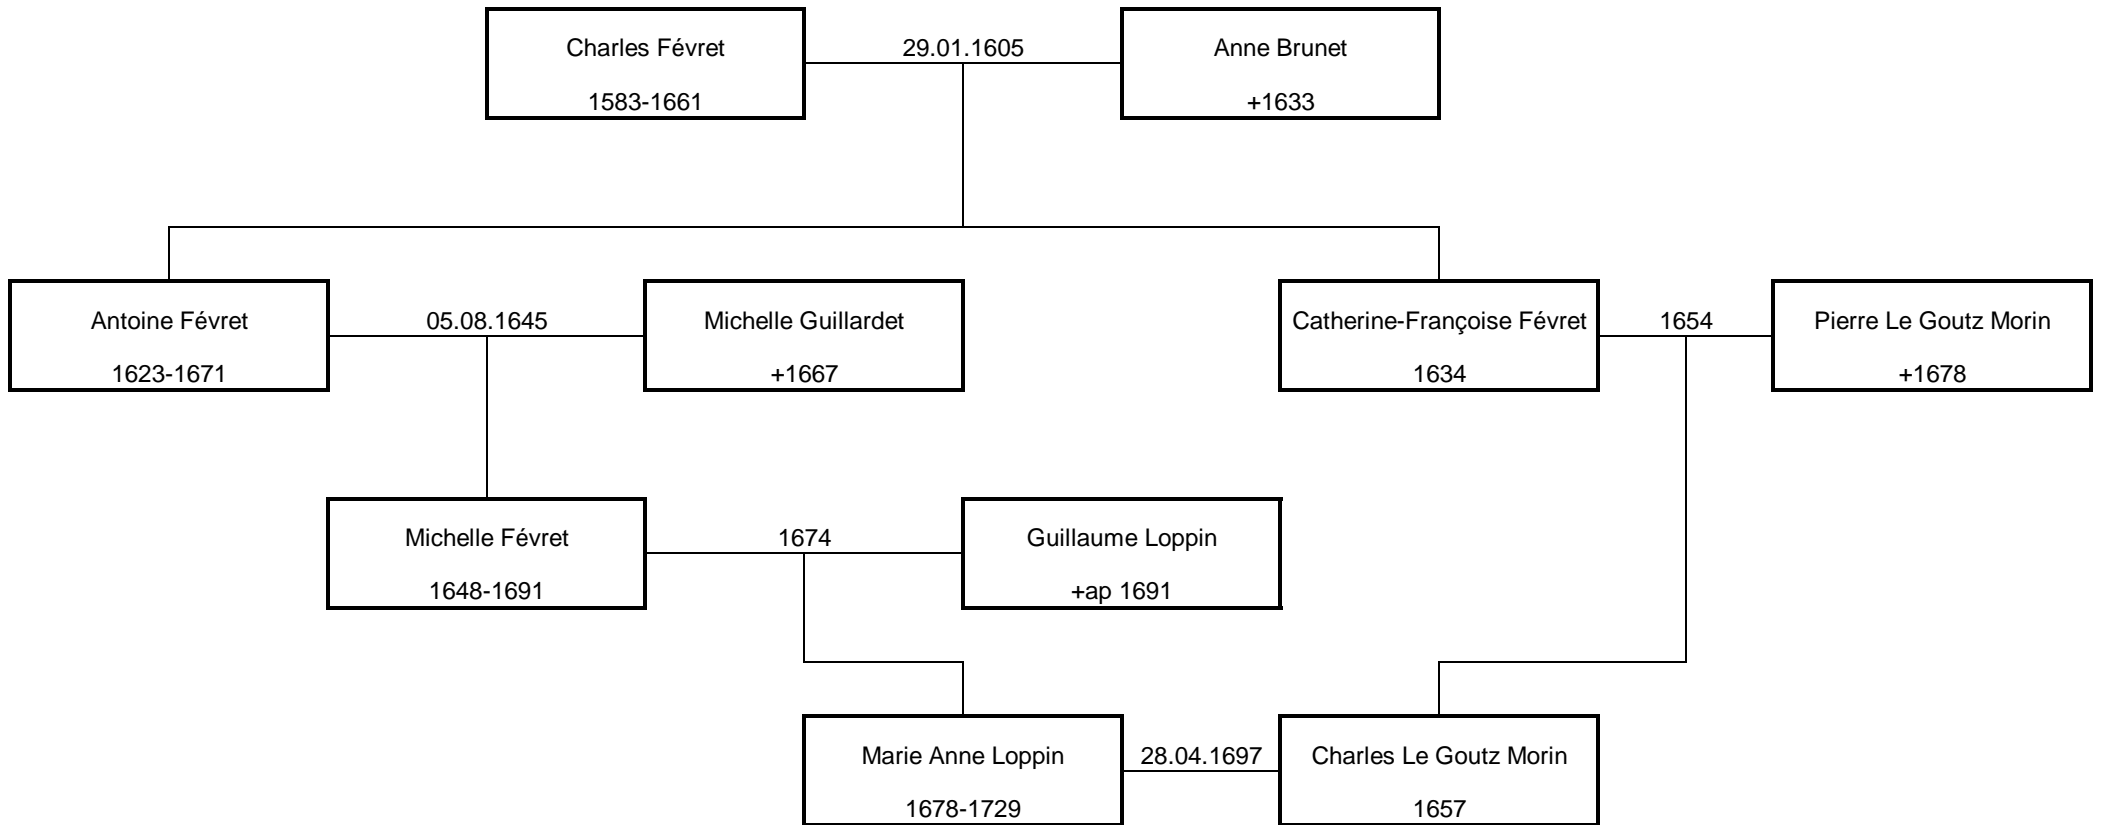 Charles Févret
29.01.1605
Anne Brunet
1583-1661
+1633
Antoine Févret
05.08.1645
Michelle Guillardet
Catherine-Françoise Févret
1654
Pierre Le Goutz Morin
1623-1671
+1667
1634
+1678
Michelle Févret
1674
Guillaume Loppin
1648-1691
+ap 1691
Marie Anne Loppin
28.04.1697
Charles Le Goutz Morin
1678-1729
1657